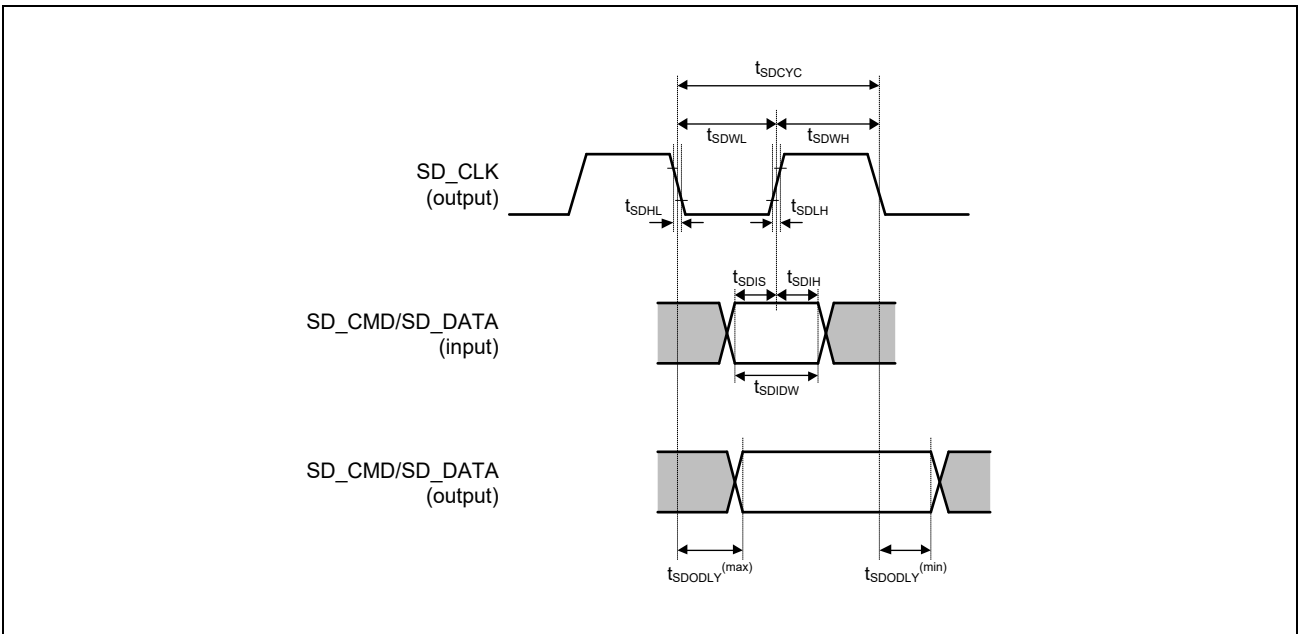 tSDCYC
tSDWL tSDWH
SD_CLK
(output)
tSDHL tSDLH
tSDIS tSDIH
SD_CMD/SD_DATA
(input)
tSDIDW
SD_CMD/SD_DATA
(output)
tSDODLY(max) tSDODLY(min)